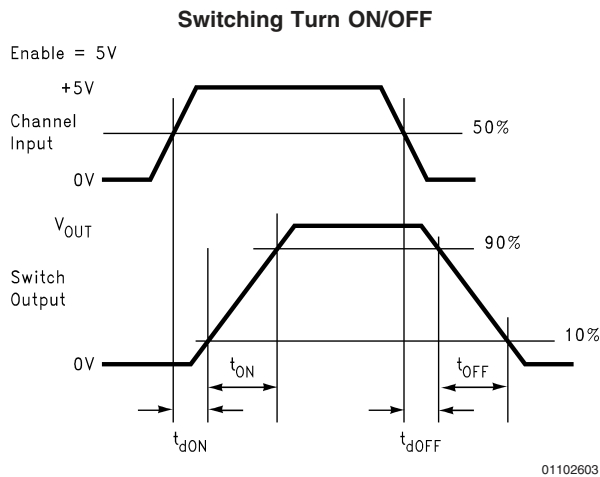 Switching Turn ON/OFF
Enable = 5V
+5V
Channel
Input
50%
0V
VOUT
90%
Switch
Output
10%
0V
tON
tOFF
tdON
tdOFF
01102603